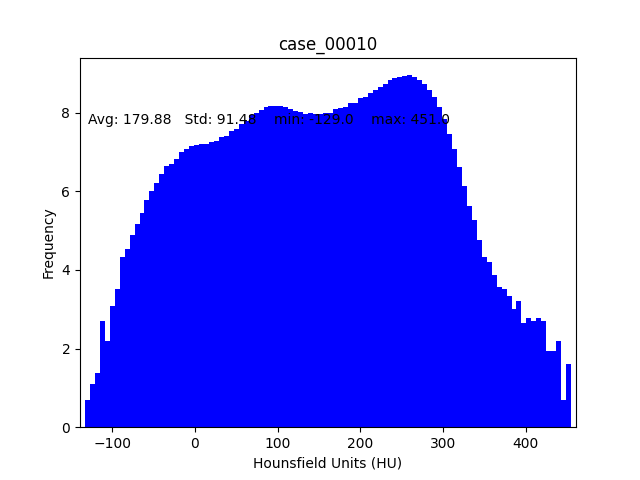 case_00010
Avg: 179.88 Std: 91.48 min: -129.0 max: 451.0
8
6
4
2
0
Frequency
-100 0 100 200 300 400
Hounsfield Units (HU)